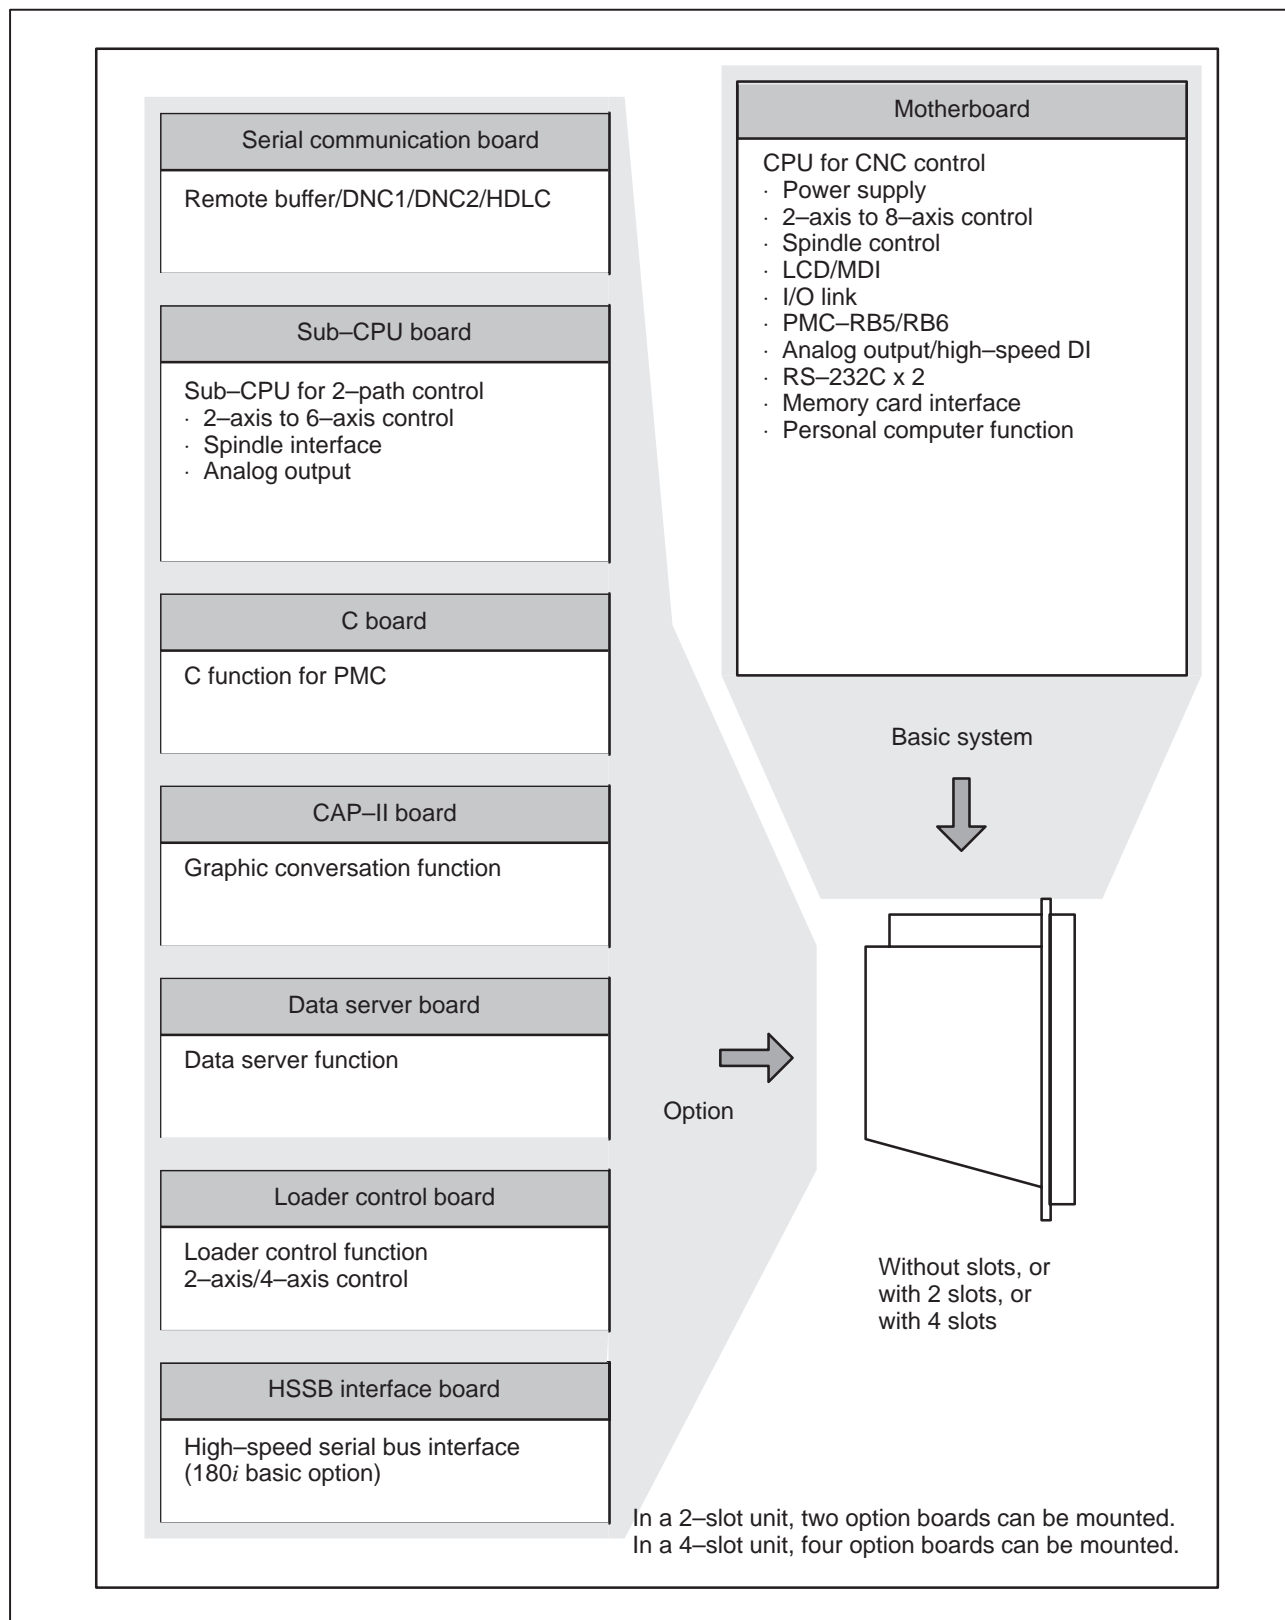 Serial communication board
Remote buffer/DNC1/DNC2/HDLC
Sub–CPU board
Sub–CPU for 2–path control
· 2–axis to 6–axis control
· Spindle interface
· Analog output
C board
C function for PMC
CAP–II board
Graphic conversation function
Data server board
Data server function
Loader control board
Loader control function
2–axis/4–axis control
HSSB interface board
High–speed serial bus interface
(180i basic option)
Motherboard
CPU for CNC control
· Power supply
· 2–axis to 8–axis control
· Spindle control
· LCD/MDI
· I/O link
· PMC–RB5/RB6
· Analog output/high–speed DI
· RS–232C x 2
· Memory card interface
· Personal computer function
Basic system
Option
Without slots, or
with 2 slots, or
with 4 slots
In a 2–slot unit, two option boards can be mounted.
In a 4–slot unit, four option boards can be mounted.